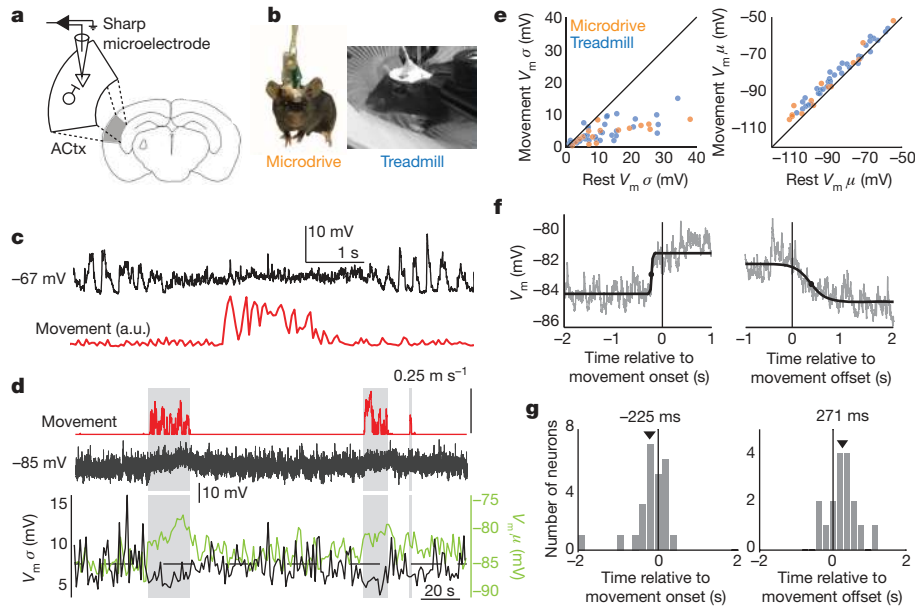 a
Sharp
microelectrode
ACtx
b
Microdrive
Treadmill
c
10 mV
1 s
−67 mV
Movement (a.u.)
d
0.25 m s−1
Movement
−85 mV
10 mV
Vm σ (mV)
15
10
5
−75
−80
−85
−90
Vm μ (mV)
20 s
e
Microdrive
Treadmill
Movement Vm σ (mV)
40
30
20
10
0
0 10 20 30 40
Rest Vm σ (mV)
Movement Vm μ (mV)
−50
−70
−90
−110
−110 −90 −70 −50
Rest Vm μ (mV)
f
Vm (mV)
−80
−82
−84
−86
−2 −1 0 1
Time relative to
movement onset (s)
−1 0 1 2
Time relative to
movement offset (s)
g
−225 ms
Number of neurons
8
4
0
−2 0 2
Time relative to
movement onset (s)
271 ms
6
4
2
0
−2 0 2
Time relative to
movement offset (s)